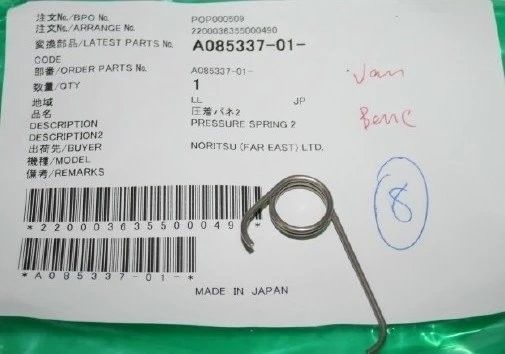 注文No./BPO No. POP000509
注文No./ARRANGE No. 2200036355000490
変換部品/LATEST PARTS No. A085337-01-
CODE
部番/ORDER PARTS No. A085337-01-
数量/QTY 1
地域 LL JP
品名 圧着バネ2
DESCRIPTION PRESSURE SPRING 2
DESCRIPTION2
出荷先/BUYER NORITSU (FAR EAST) LTD.
機種/MODEL
備考/REMARKS
8
*22000363550049
*A085337-01-*
MADE IN JAPAN